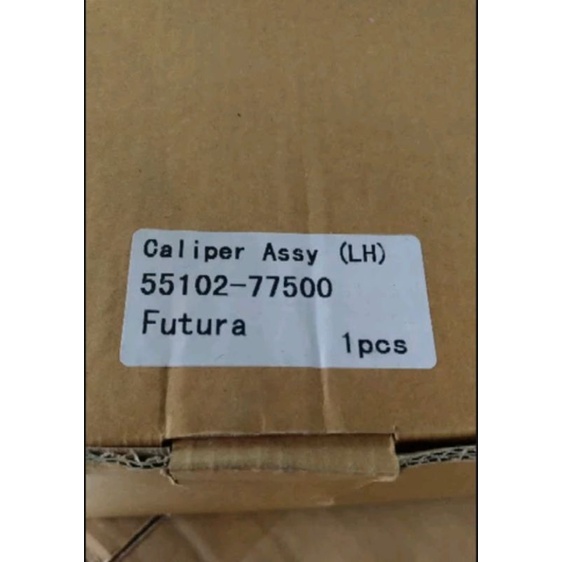 Caliper Assy (LH)
55102-77500
Futura
1pcs